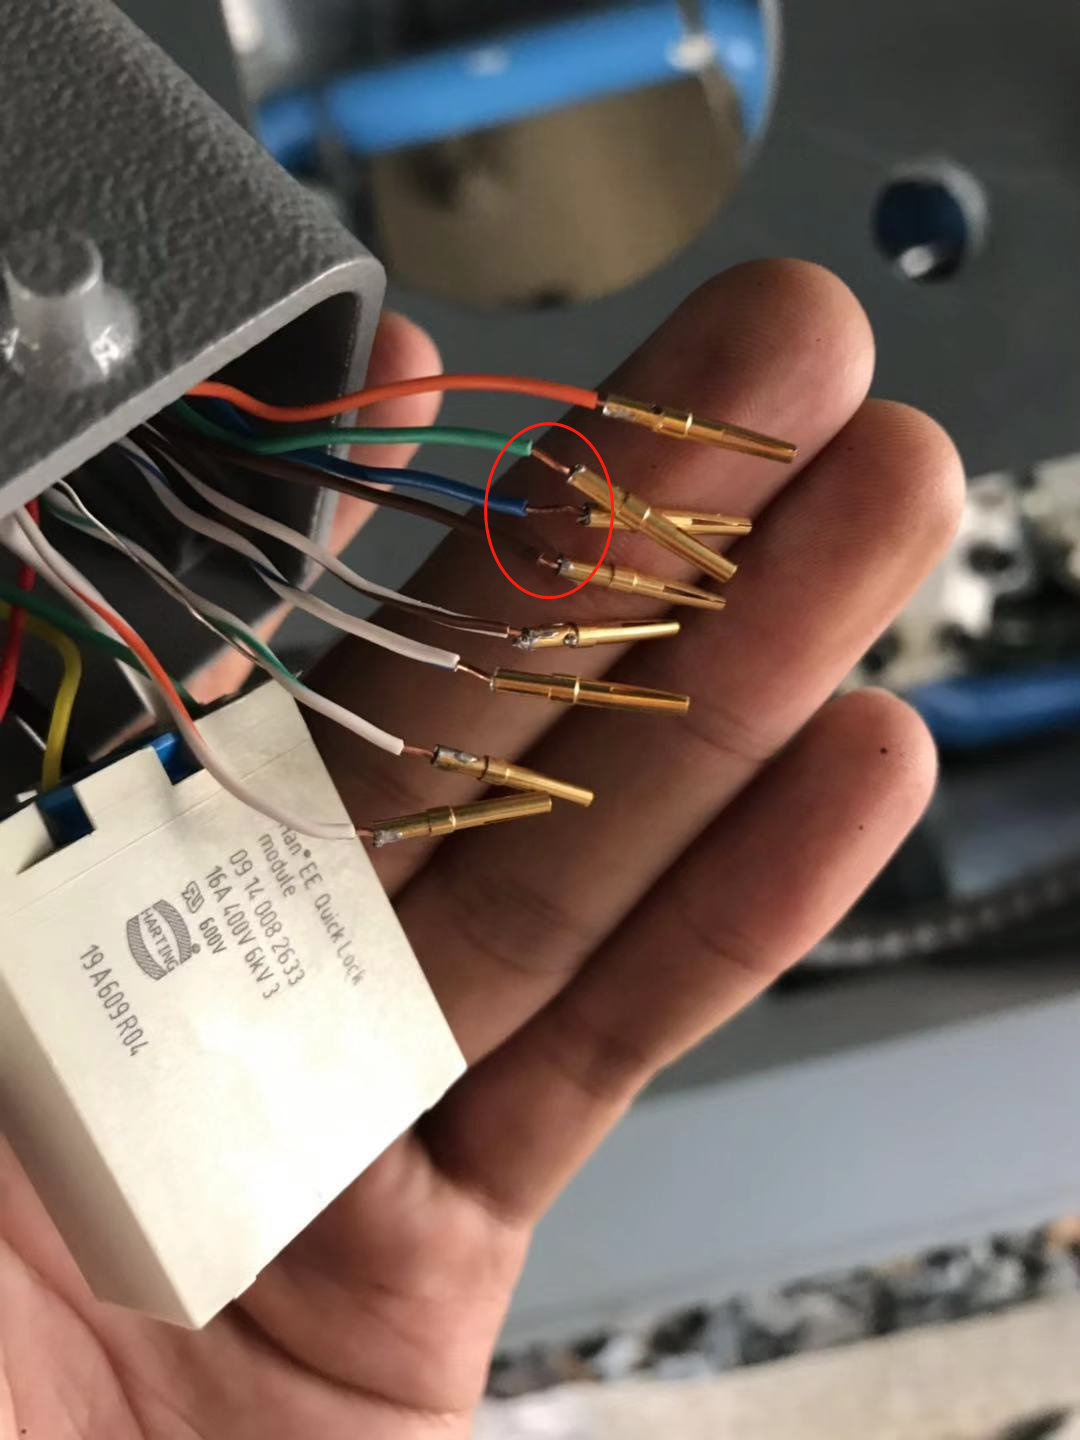 Han® EE Quick Lock
module
09 14 008 2633
16A 400V 6kV 3
600V
HARTING
19A609R04